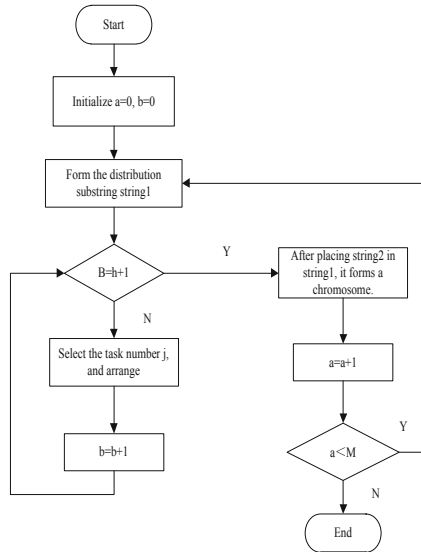 Start
Initialize a=0, b=0
Form the distribution
substring string1
B=h+1
Y
After placing string2 in
string1, it forms a
chromosome.
N
Select the task number j,
and arrange
a=a+1
b=b+1
a<M
Y
N
End